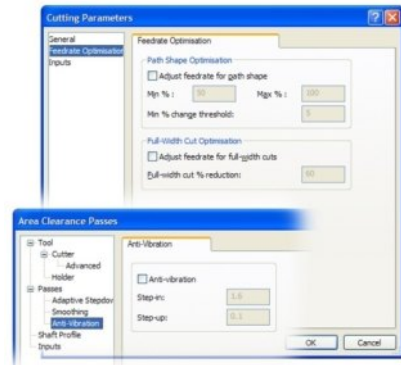 Cutting Parameters
General
Feedrate Optimisation
Inputs
Feedrate Optimisation
Path Shape Optimisation
Adjust feedrate for path shape
Min % : 50 Max % : 100
Min % change threshold: 5
Full-Width Cut Optimisation
Adjust feedrate for full-width cuts
Full-width cut % reduction: 60
OK Cancel
Area Clearance Passes
Tool
Cutter
Advanced
Holder
Passes
Adaptive Stepdow
Smoothing
Anti-Vibration
Shaft Profile
Inputs
Anti-Vibration
Anti-vibration
Step-in: 1.5
Step-up: 0.1